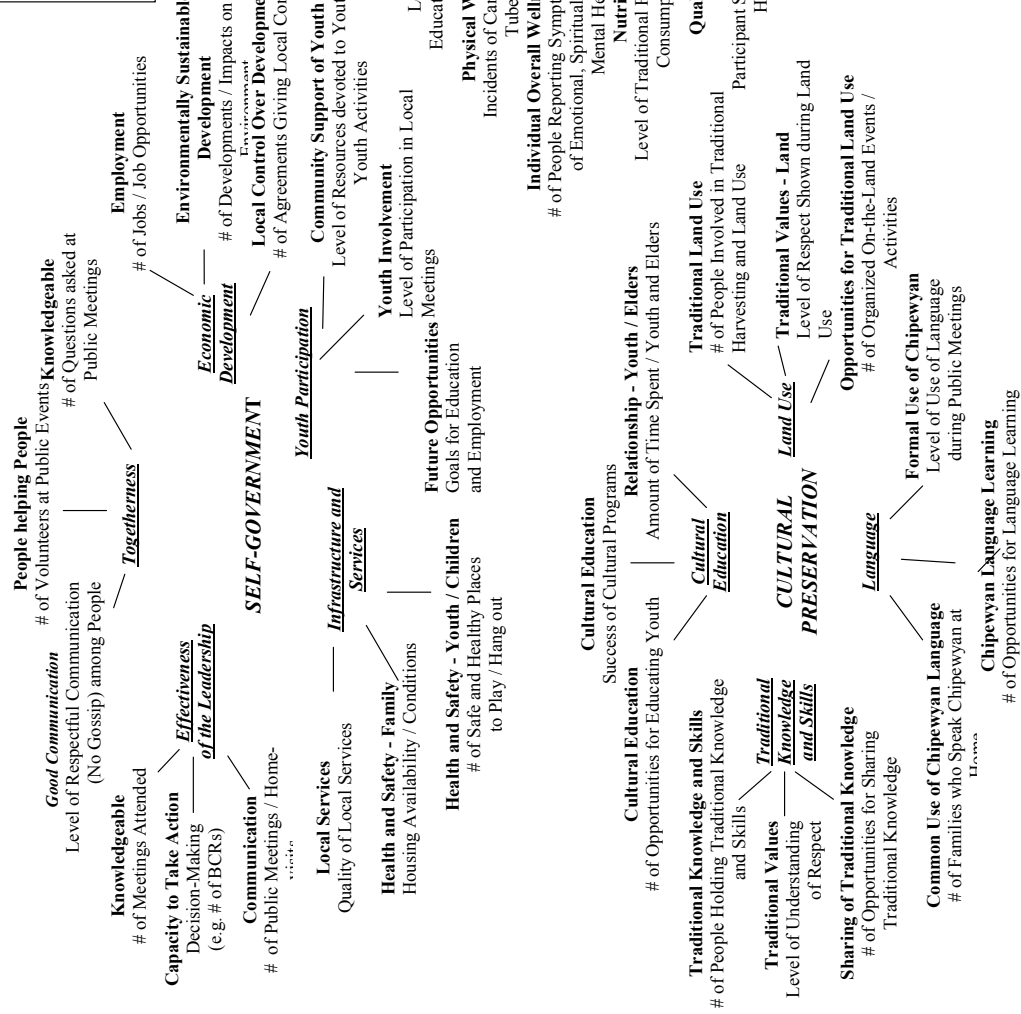 People helping People
# of Volunteers at Public Events
Good Communication
Level of Respectful Communication
(No Gossip) among People
Knowledgeable
# of Questions asked at
Public Meetings
Togetherness
Knowledgeable
# of Meetings Attended
Capacity to Take Action
Decision-Making
(e.g. # of BCRs)
Communication
# of Public Meetings / Home-
visits
Effectiveness
of the Leadership
SELF-GOVERNMENT
Economic
Development
Employment
# of Jobs / Job Opportunities
Environmentally Sustainable
Development
# of Developments / Impacts on
Environment
Local Control Over Developme
# of Agreements Giving Local Con
Youth Participation
Community Support of Youth
Level of Resources devoted to Yout
Youth Activities
Youth Involvement
Level of Participation in Local
Meetings
Future Opportunities
Goals for Education
and Employment
Infrastructure and
Services
Local Services
Quality of Local Services
Health and Safety - Family
Housing Availability / Conditions
Health and Safety - Youth / Children
# of Safe and Healthy Places
to Play / Hang out
L
Educat
Physical W
Incidents of Can
Tube
Individual Overall Welln
# of People Reporting Sympt
of Emotional, Spiritual
Mental He
Nutri
Level of Traditional F
Consump
Qua
Participant S
H
Cultural Education
Success of Cultural Programs
Cultural Education
# of Opportunities for Educating Youth
Relationship - Youth / Elders
Amount of Time Spent / Youth and Elders
Cultural
Education
Traditional Knowledge and Skills
# of People Holding Traditional Knowledge
and Skills
Traditional Values
Level of Understanding
of Respect
Sharing of Traditional Knowledge
# of Opportunities for Sharing
Traditional Knowledge
Traditional
Knowledge
and Skills
CULTURAL
PRESERVATION
Land Use
Traditional Land Use
# of People Involved in Traditional
Harvesting and Land Use
Traditional Values - Land
Level of Respect Shown during Land
Use
Opportunities for Traditional Land Use
# of Organized On-the-Land Events /
Activities
Language
Formal Use of Chipewyan
Level of Use of Language
during Public Meetings
Common Use of Chipewyan Language
# of Families who Speak Chipewyan at
Home
Chipewyan Language Learning
# of Opportunities for Language Learning